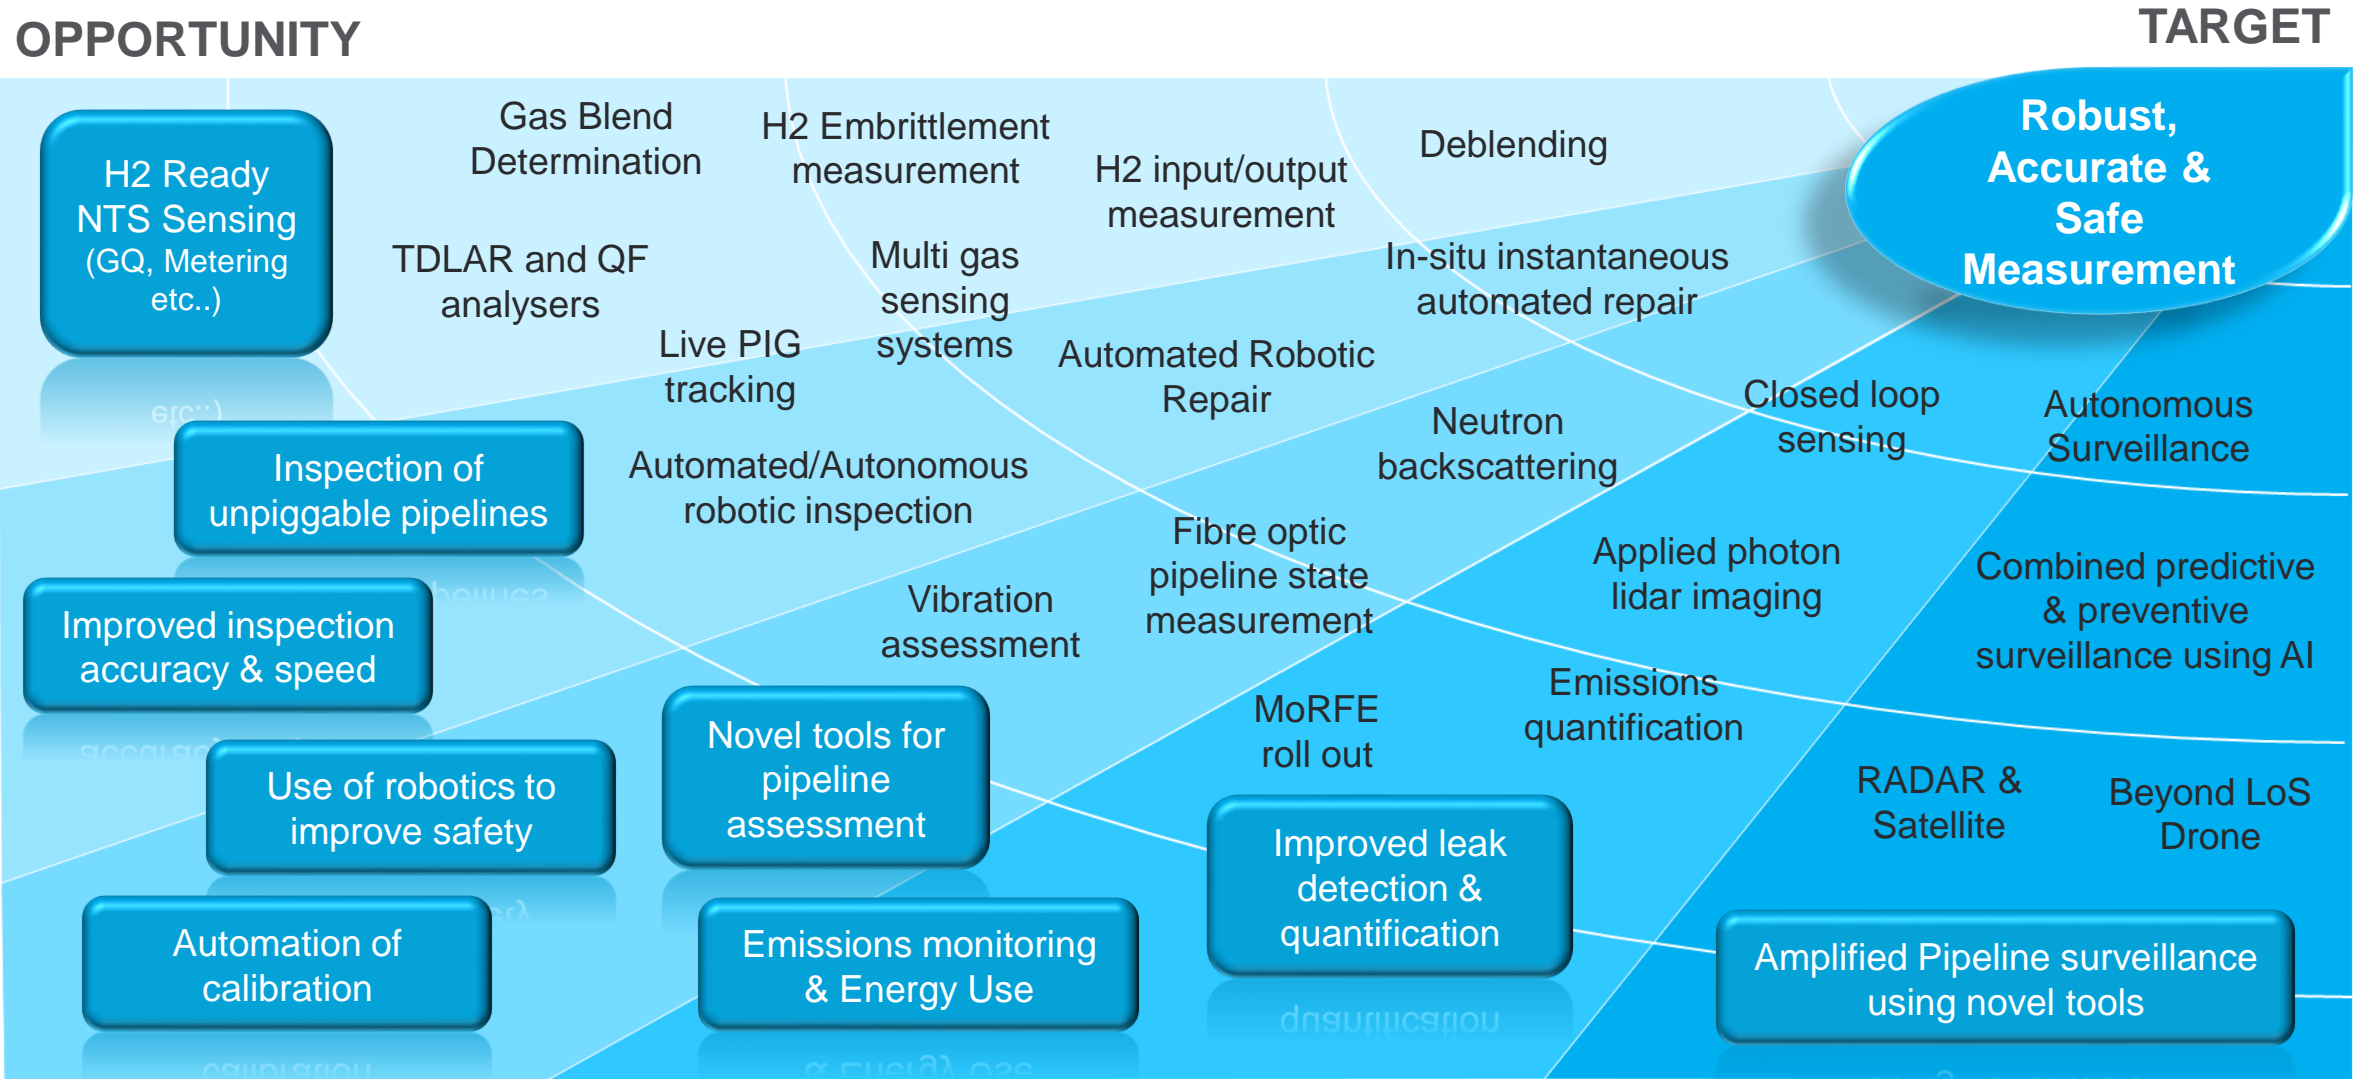 OPPORTUNITY
TARGET
H2 Ready
NTS Sensing
(GQ, Metering
etc..)
Gas Blend
Determination
H2 Embrittlement
measurement
H2 input/output
measurement
Deblending
Robust,
Accurate &
Safe
Measurement
TDLAR and QF
analysers
Multi gas
sensing
systems
In-situ instantaneous
automated repair
Live PIG
tracking
Automated Robotic
Repair
Inspection of
unpiggable pipelines
Automated/Autonomous
robotic inspection
Neutron
backscattering
Closed loop
sensing
Autonomous
Surveillance
Improved inspection
accuracy & speed
Vibration
assessment
Fibre optic
pipeline state
measurement
Applied photon
lidar imaging
Combined predictive
& preventive
surveillance using AI
Use of robotics to
improve safety
Novel tools for
pipeline
assessment
MoRFE
roll out
Emissions
quantification
RADAR &
Satellite
Beyond LoS
Drone
Automation of
calibration
Emissions monitoring
& Energy Use
Improved leak
detection &
quantification
Amplified Pipeline surveillance
using novel tools